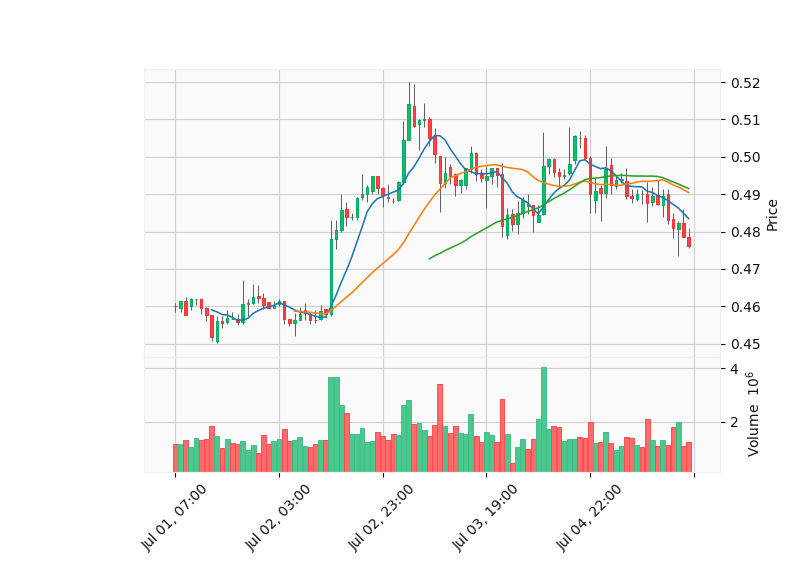 0.52
0.51
0.50
0.49
0.48
0.47
0.46
0.45
Price
4
2
Volume 10^6
Jul 01, 07:00
Jul 02, 03:00
Jul 02, 23:00
Jul 03, 19:00
Jul 04, 22:00